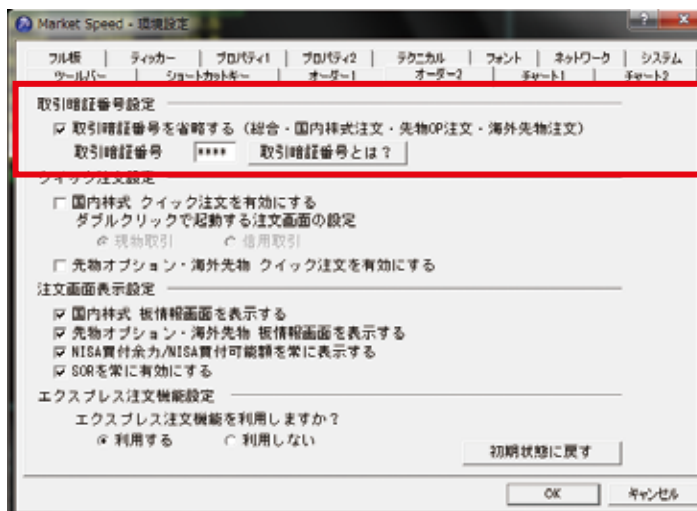 Market Speed - 環境設定
フル板 ティッカー プロパティ1 プロパティ2 テクニカル フォント ネットワーク システム
ツールバー ショートカットキー オーダー1 オーダー2 チャート1 チャート2
取引暗証番号設定
取引暗証番号を省略する（総合・国内株式注文・先物OP注文・海外先物注文）
取引暗証番号 **** 取引暗証番号とは？
クイック注文設定
国内株式 クイック注文を有効にする
ダブルクリックで起動する注文画面の設定
現物取引 信用取引
先物オプション・海外先物 クイック注文を有効にする
注文画面表示設定
国内株式 板情報画面を表示する
先物オプション・海外先物 板情報画面を表示する
NISA買付余力/NISA買付可能額を常に表示する
SORを常に有効にする
エクスプレス注文機能設定
エクスプレス注文機能を利用しますか？
利用する 利用しない
初期状態に戻す
OK キャンセル